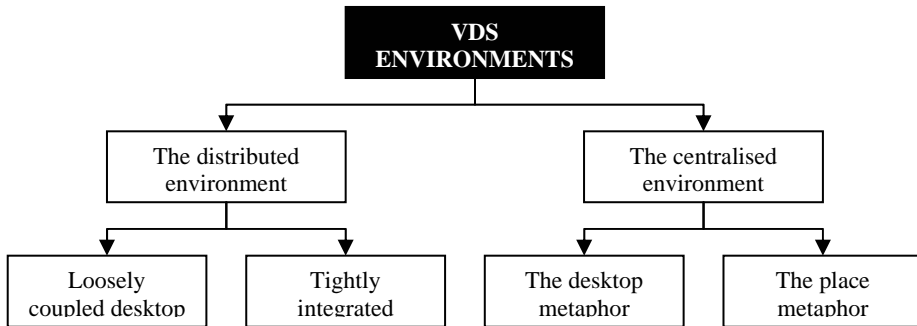 VDS
ENVIRONMENTS
The distributed
environment
The centralised
environment
Loosely
coupled desktop
Tightly
integrated
The desktop
metaphor
The place
metaphor